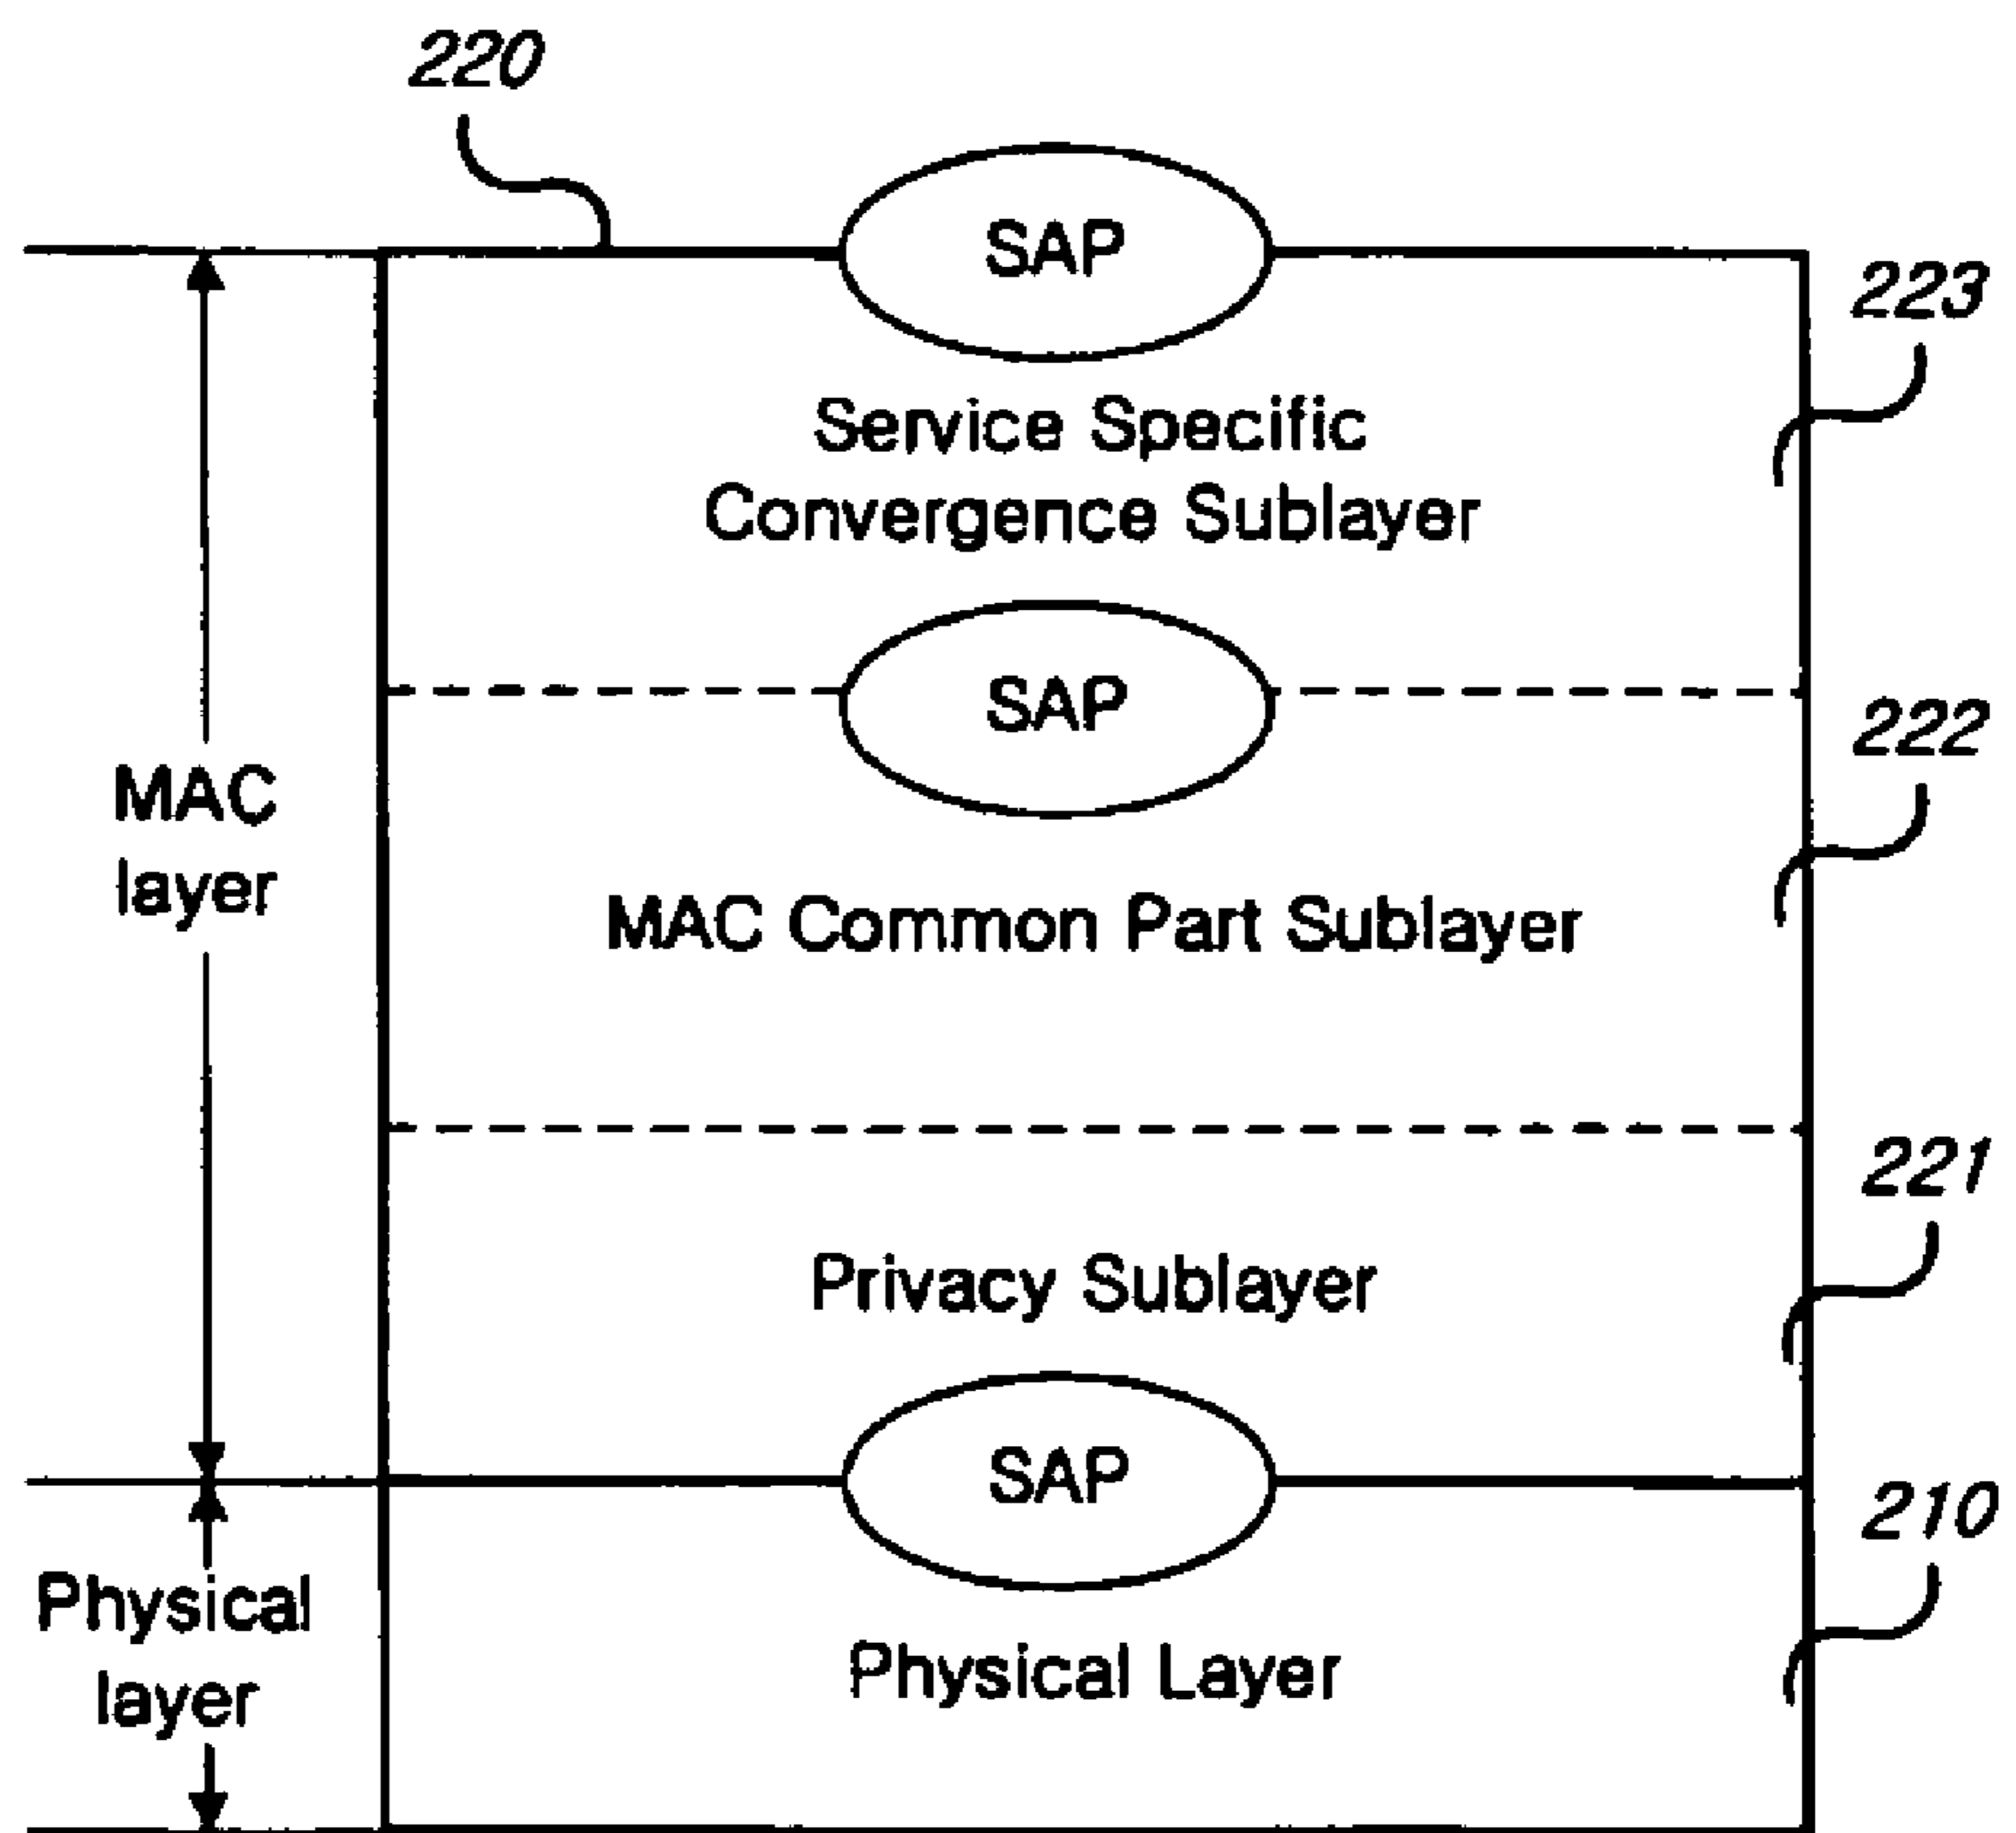 220
SAP
223
Service Specific
Convergence Sublayer
SAP
222
MAC
layer
MAC Common Part Sublayer
221
Privacy Sublayer
SAP
210
Physical
layer
Physical Layer